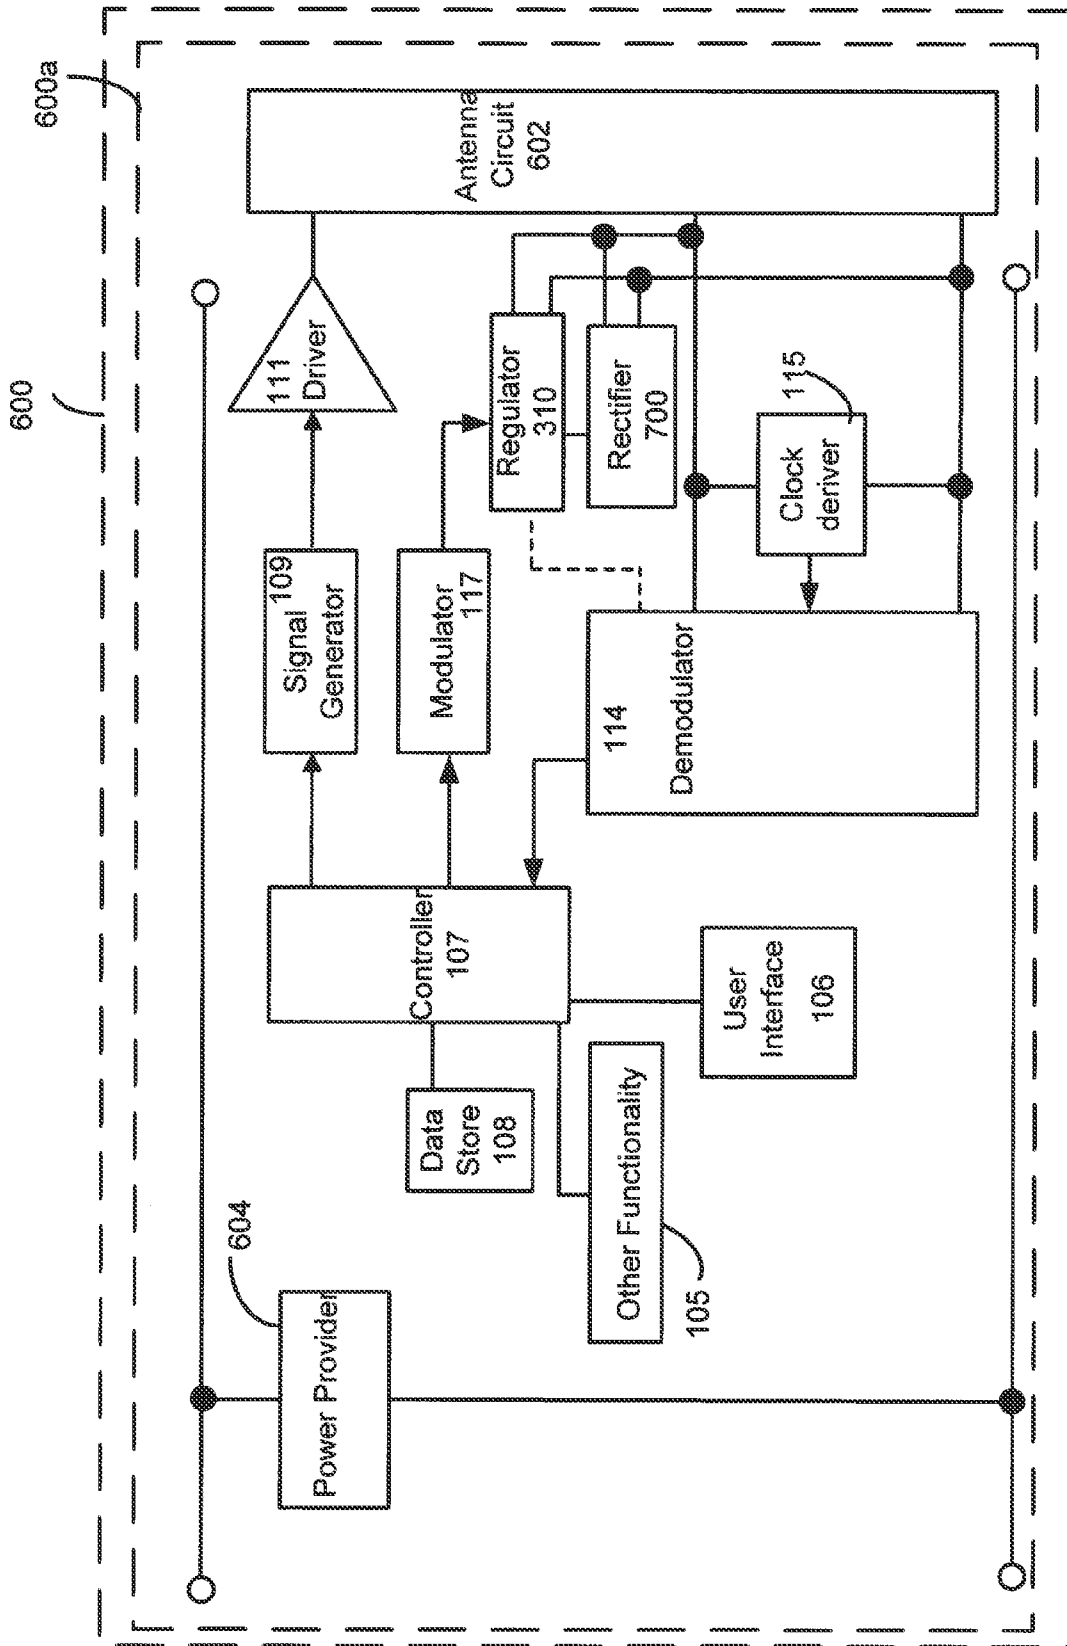 600
600a
Power Provider
604
Data
Store
108
Other Functionality
105
Controller
107
User
Interface
106
109
Signal
Generator
Modulator
117
114
Demodulator
111
Driver
Regulator
310
Rectifier
700
Clock
deriver
115
Antenna
Circuit
602